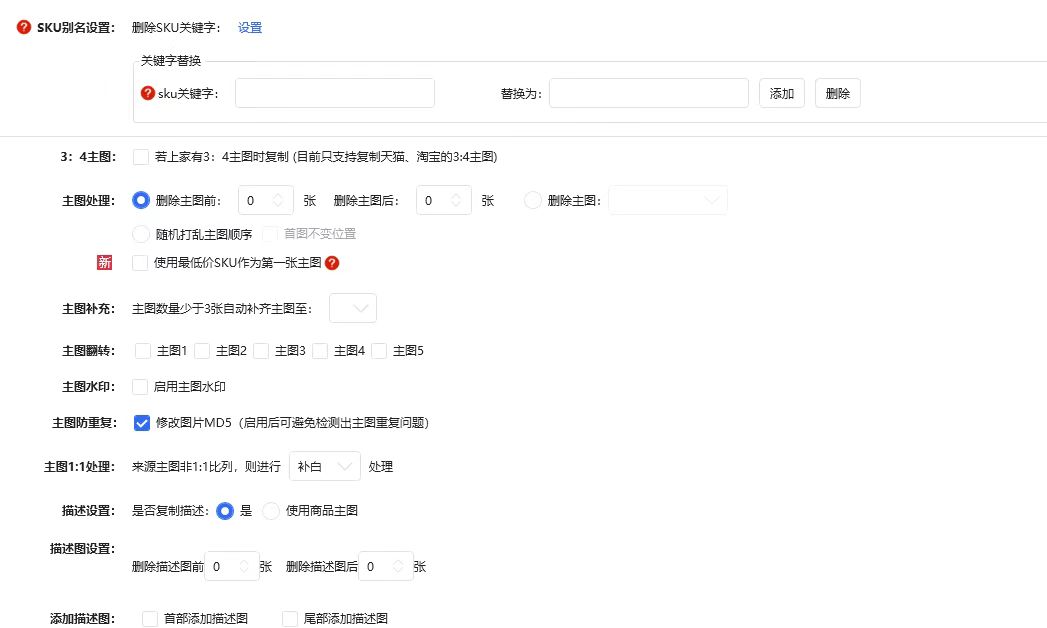 SKU别名设置： 删除SKU关键字： 设置
关键字替换
sku关键字： 替换为： 添加 删除
3：4主图： 若上家有3：4主图时复制 (目前只支持复制天猫、淘宝的3:4主图)
主图处理： 删除主图前： 0 张 删除主图后： 0 张 删除主图：
随机打乱主图顺序 首图不变位置
新 使用最低价SKU作为第一张主图
主图补充： 主图数量少于3张自动补齐主图至：
主图翻转： 主图1 主图2 主图3 主图4 主图5
主图水印： 启用主图水印
主图防重复： 修改图片MD5（启用后可避免检测出主图重复问题）
主图1:1处理： 来源主图非1:1比列，则进行 补白 处理
描述设置： 是否复制描述： 是 使用商品主图
描述图设置：
删除描述图前 0 张 删除描述图后 0 张
添加描述图： 首部添加描述图 尾部添加描述图